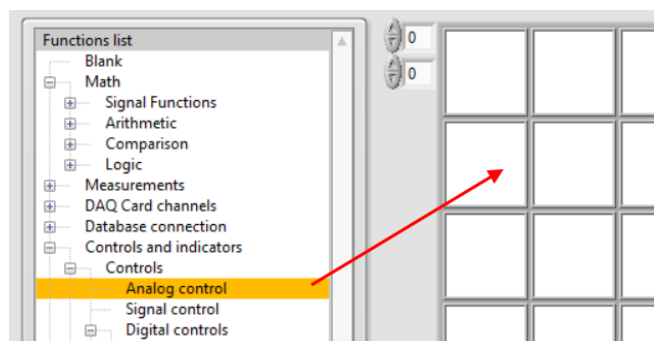 Functions list
Blank
Math
Signal Functions
Arithmetic
Comparison
Logic
Measurements
DAQ Card channels
Database connection
Controls and indicators
Controls
Analog control
Signal control
Digital controls
0
0